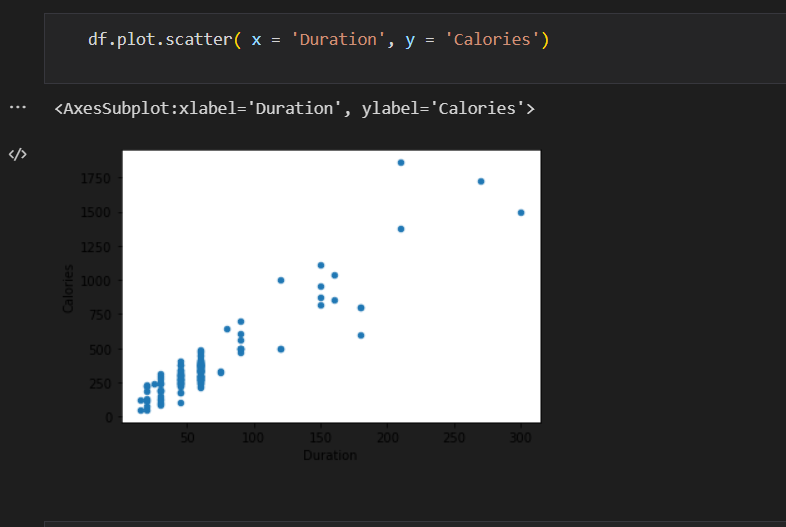 df.plot.scatter( x = 'Duration', y = 'Calories')
...
<AxesSubplot:xlabel='Duration', ylabel='Calories'>
</>
1750
1500
1250
1000
750
500
250
0
Calories
50 100 150 200 250 300
Duration